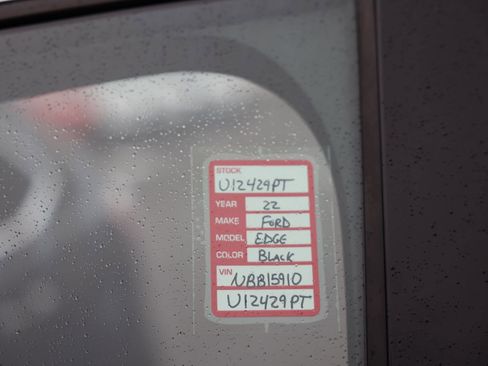 STOCK
U12429PT
YEAR 22
MAKE FORD
MODEL EDGE
COLOR BLACK
VIN
NBB15910
U12429PT